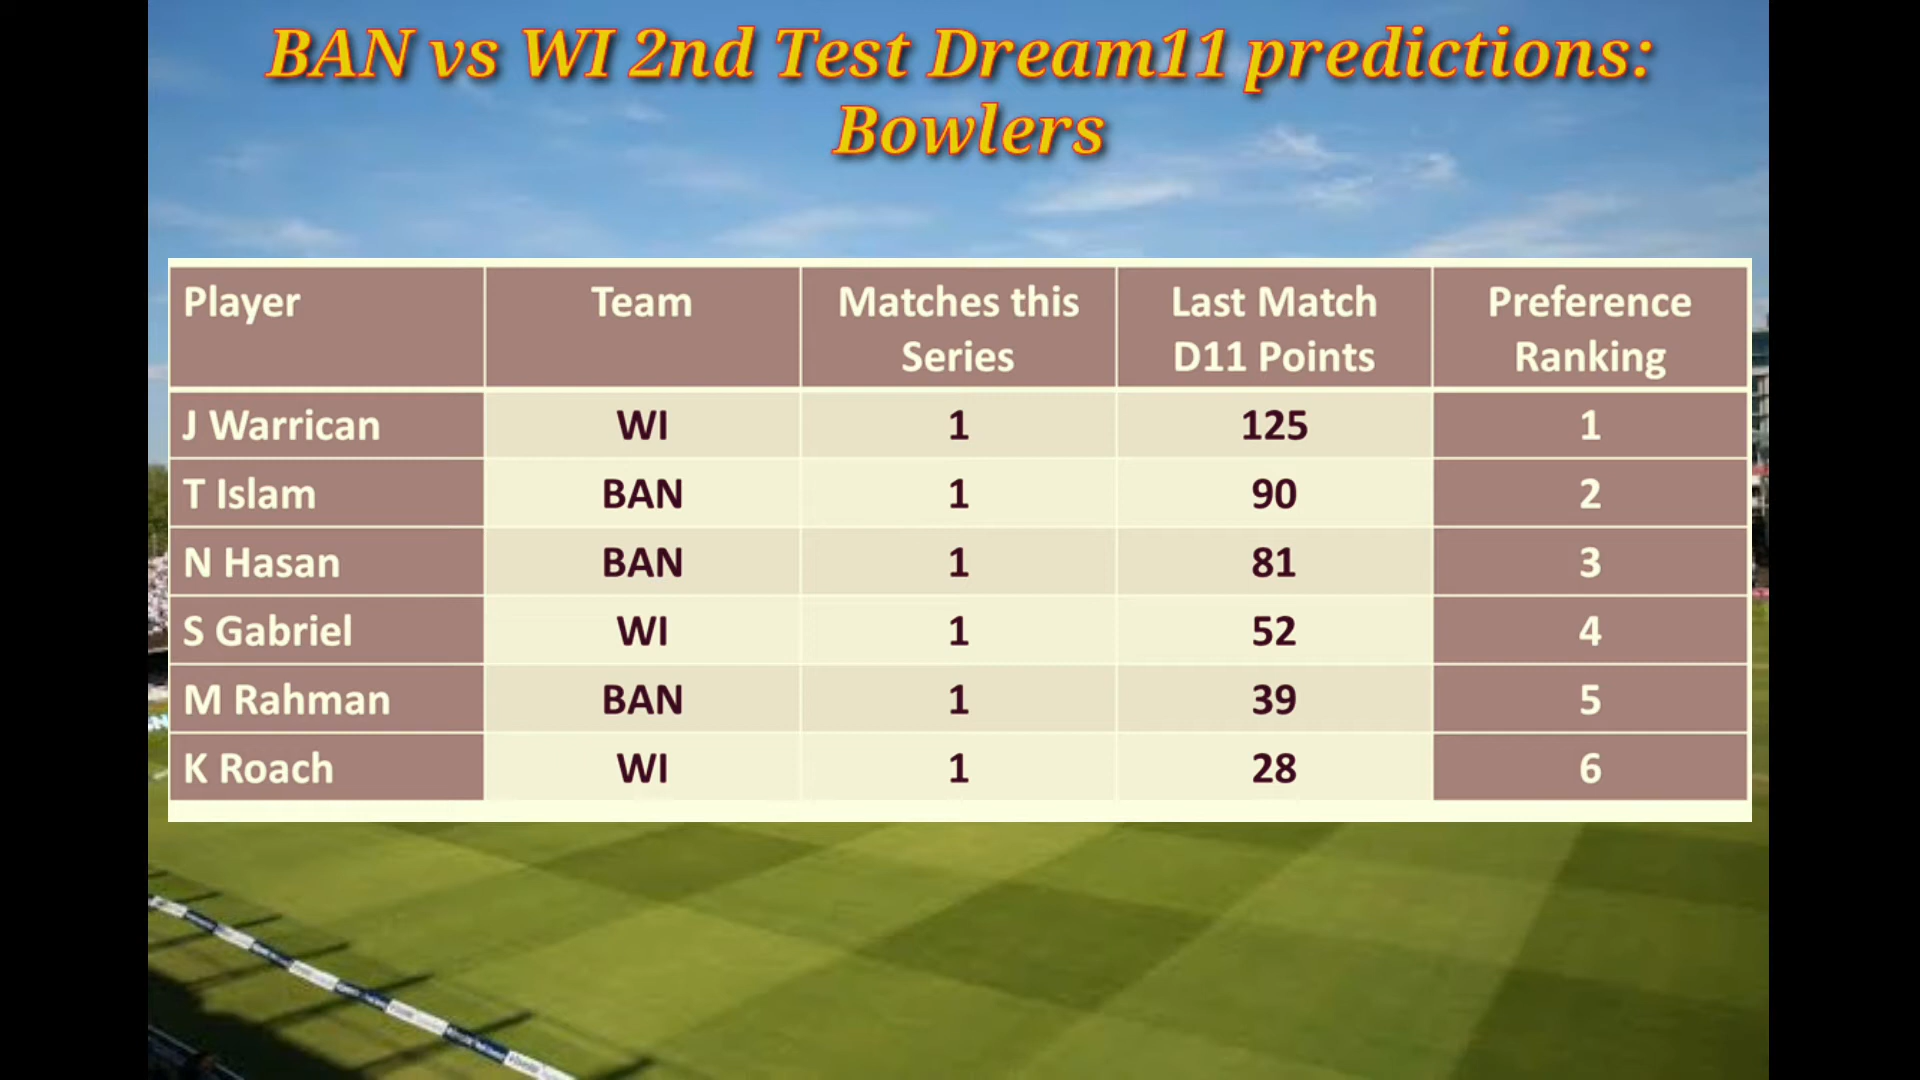 BAN vs WI 2nd Test Dream11 predictions:
Bowlers
Player Team Matches this Series Last Match D11 Points Preference Ranking
J Warrican WI 1 125 1
T Islam BAN 1 90 2
N Hasan BAN 1 81 3
S Gabriel WI 1 52 4
M Rahman BAN 1 39 5
K Roach WI 1 28 6